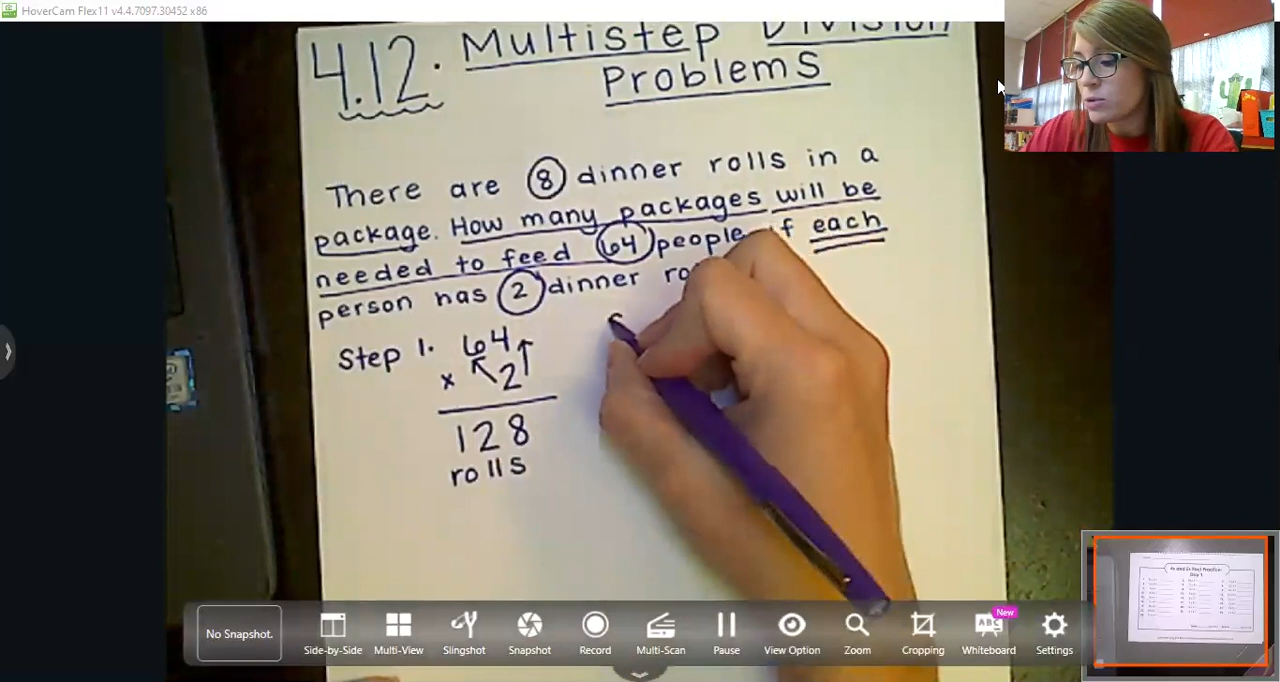 HoverCam Flex11 v4.4.7097.30452 x86
4.12. Multistep Division
Problems
There are 8 dinner rolls in a
package. How many packages will be
needed to feed 64 people if each
person has 2 dinner
Step 1. 64
x 2
128
rolls
No Snapshot.
Side-by-Side
Multi-View
Slingshot
Snapshot
Record
Multi-Scan
Pause
View Option
Zoom
Cropping
ABC
New
Whiteboard
Settings